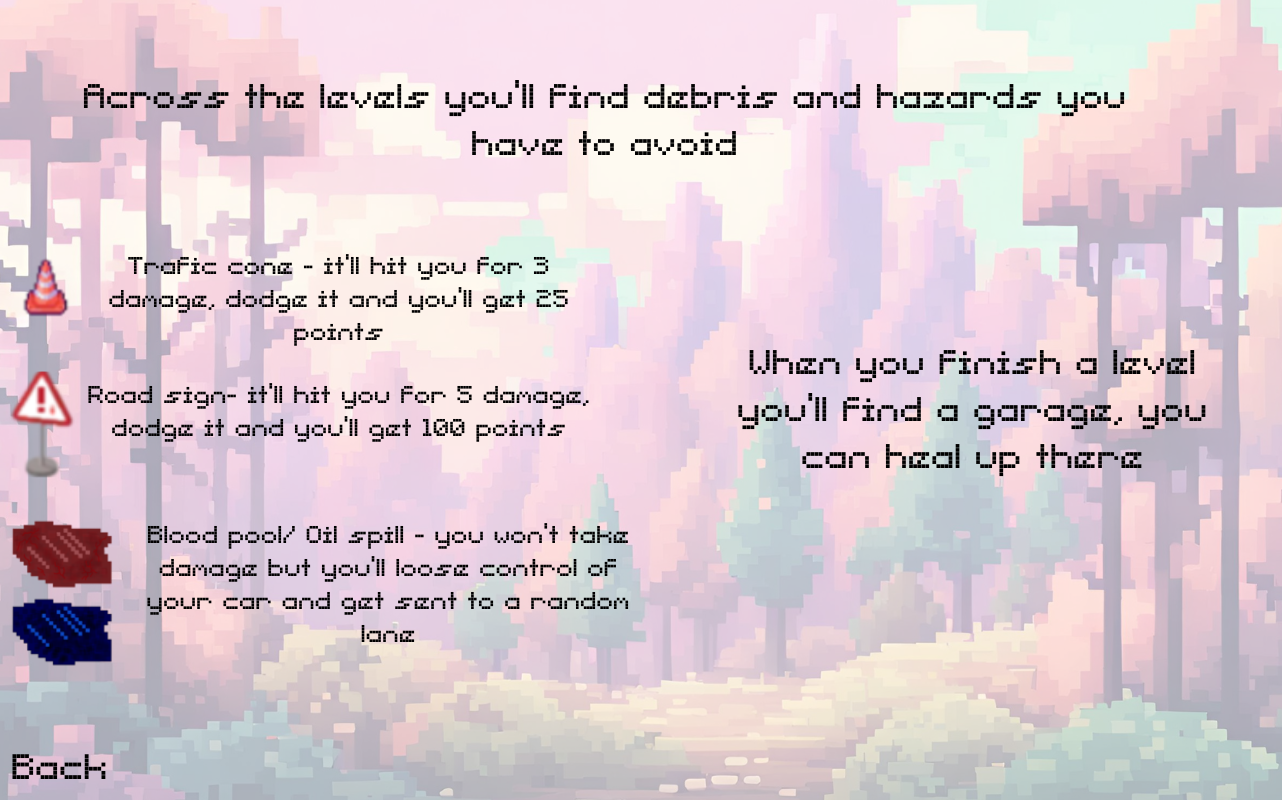 Across the levels you'll find debris and hazards you
have to avoid
Trafic cone - it'll hit you for 3
damage, dodge it and you'll get 25
points
Road sign- it'll hit you for 5 damage,
dodge it and you'll get 100 points
Blood pool/ Oil spill - you won't take
damage but you'll loose control of
your car and get sent to a random
lane
When you finish a level
you'll find a garage, you
can heal up there
Back